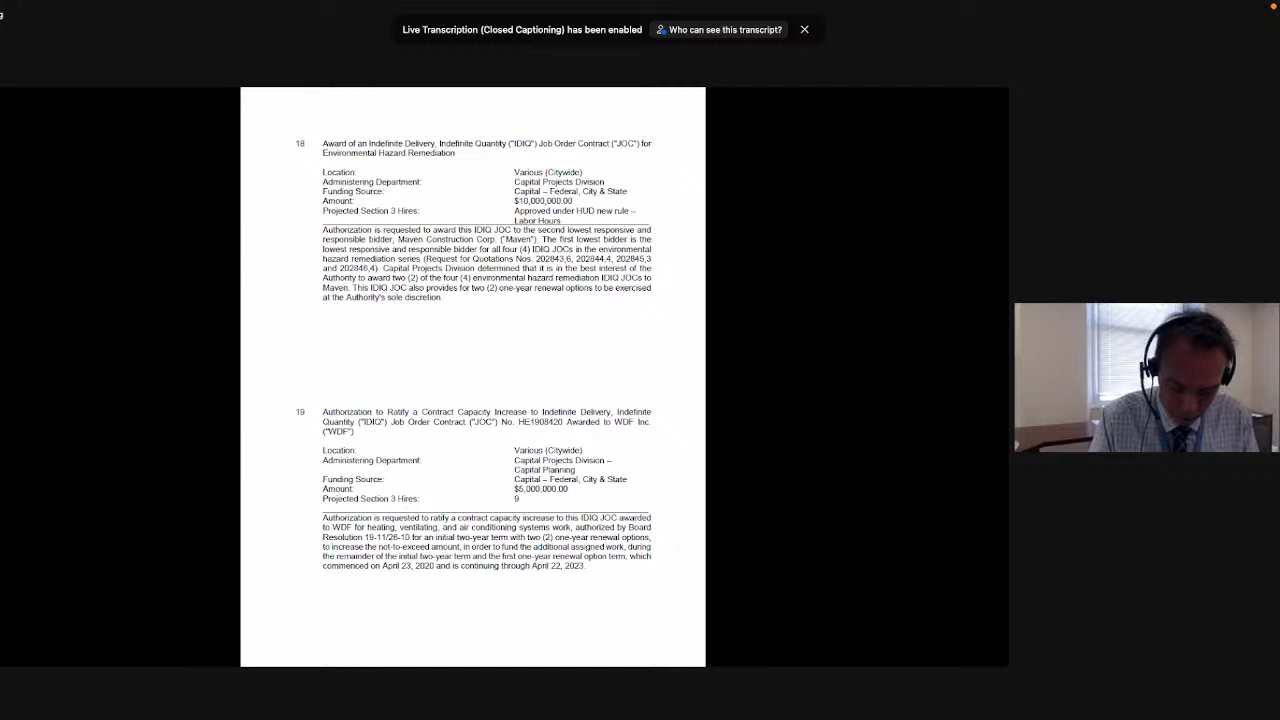 g
Live Transcription (Closed Captioning) has been enabled
Who can see this transcript?
18 Award of an Indefinite Delivery, Indefinite Quantity ("IDIQ") Job Order Contract ("JOC") for
Environmental Hazard Remediation
Location: Various (Citywide)
Administering Department: Capital Projects Division
Funding Source: Capital – Federal, City & State
Amount: $10,000,000.00
Projected Section 3 Hires: Approved under HUD new rule –
Labor Hours
Authorization is requested to award this IDIQ JOC to the second lowest responsive and
responsible bidder, Maven Construction Corp. ("Maven"). The first lowest bidder is the
lowest responsive and responsible bidder for all four (4) IDIQ JOCs in the environmental
hazard remediation series (Request for Quotations Nos. 202843,6, 202844,4, 202845,3
and 202846,4). Capital Projects Division determined that it is in the best interest of the
Authority to award two (2) of the four (4) environmental hazard remediation IDIQ JOCs to
Maven. This IDIQ JOC also provides for two (2) one-year renewal options to be exercised
at the Authority's sole discretion.
19 Authorization to Ratify a Contract Capacity Increase to Indefinite Delivery, Indefinite
Quantity ("IDIQ") Job Order Contract ("JOC") No. HE1908420 Awarded to WDF Inc.
("WDF")
Location: Various (Citywide)
Administering Department: Capital Projects Division –
Capital Planning
Funding Source: Capital – Federal, City & State
Amount: $5,000,000.00
Projected Section 3 Hires: 9
Authorization is requested to ratify a contract capacity increase to this IDIQ JOC awarded
to WDF for heating, ventilating, and air conditioning systems work, authorized by Board
Resolution 19-11/26-10 for an initial two-year term with two (2) one-year renewal options,
to increase the not-to-exceed amount, in order to fund the additional assigned work, during
the remainder of the initial two-year term and the first one-year renewal option term, which
commenced on April 23, 2020 and is continuing through April 22, 2023.